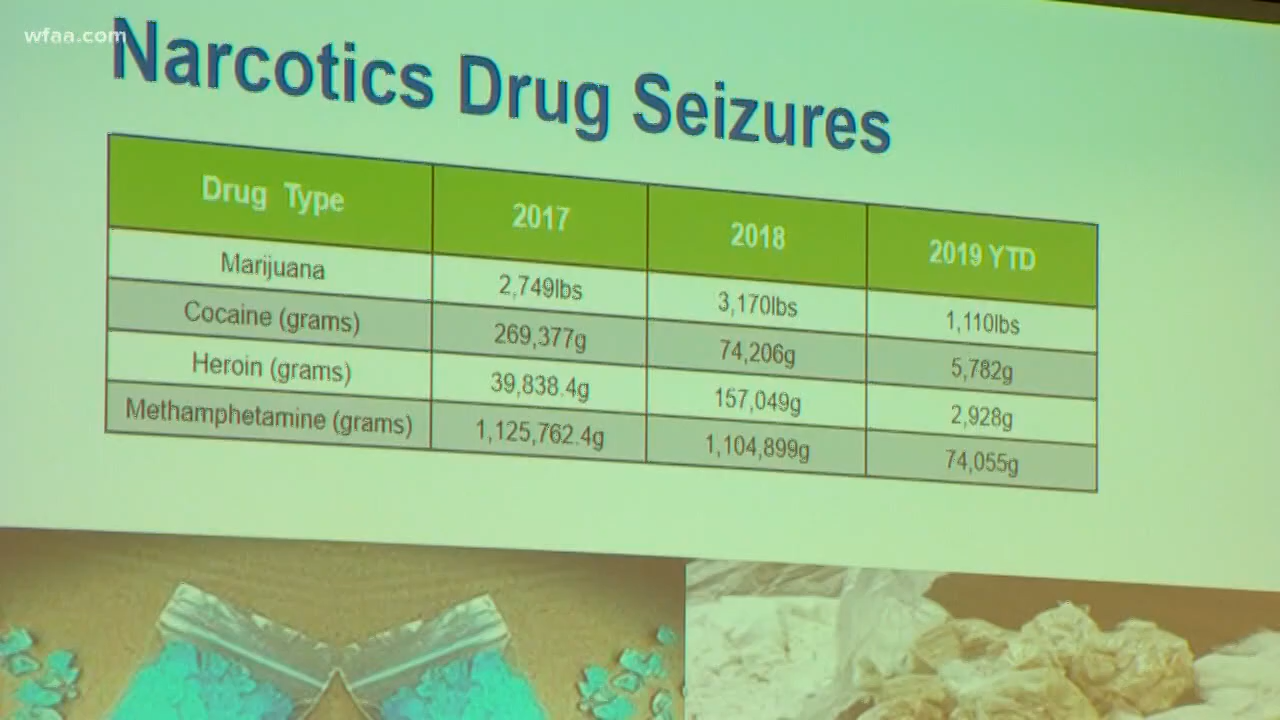 wfaa.com
Narcotics Drug Seizures
Drug Type 2017 2018 2019 YTD
Marijuana 2,749lbs 3,170lbs 1,110lbs
Cocaine (grams) 269,377g 74,206g 5,782g
Heroin (grams) 39,838.4g 157,049g 2,928g
Methamphetamine (grams) 1,125,762.4g 1,104,899g 74,055g